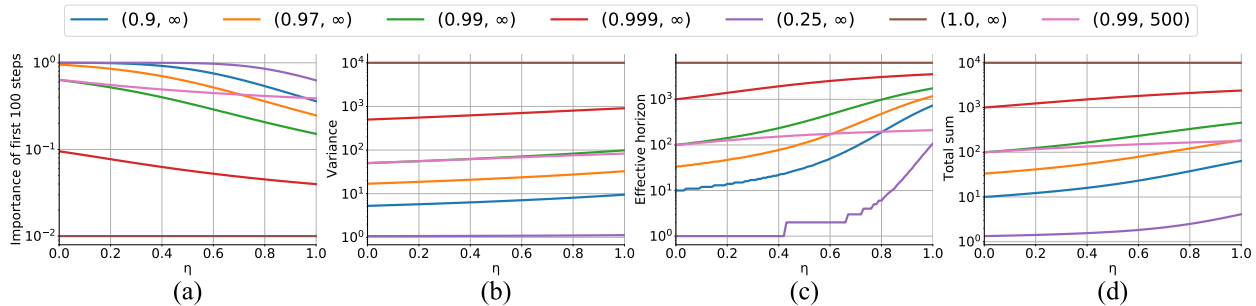 (0.9, ∞) (0.97, ∞) (0.99, ∞) (0.999, ∞) (0.25, ∞) (1.0, ∞) (0.99, 500)
Importance of first 100 steps
10⁰
10⁻¹
10⁻²
0.0 0.2 0.4 0.6 0.8 1.0
η
(a)
Variance
10⁴
10³
10²
10¹
10⁰
0.0 0.2 0.4 0.6 0.8 1.0
η
(b)
Effective horizon
10³
10²
10¹
10⁰
0.0 0.2 0.4 0.6 0.8 1.0
η
(c)
Total sum
10⁴
10³
10²
10¹
10⁰
0.0 0.2 0.4 0.6 0.8 1.0
η
(d)